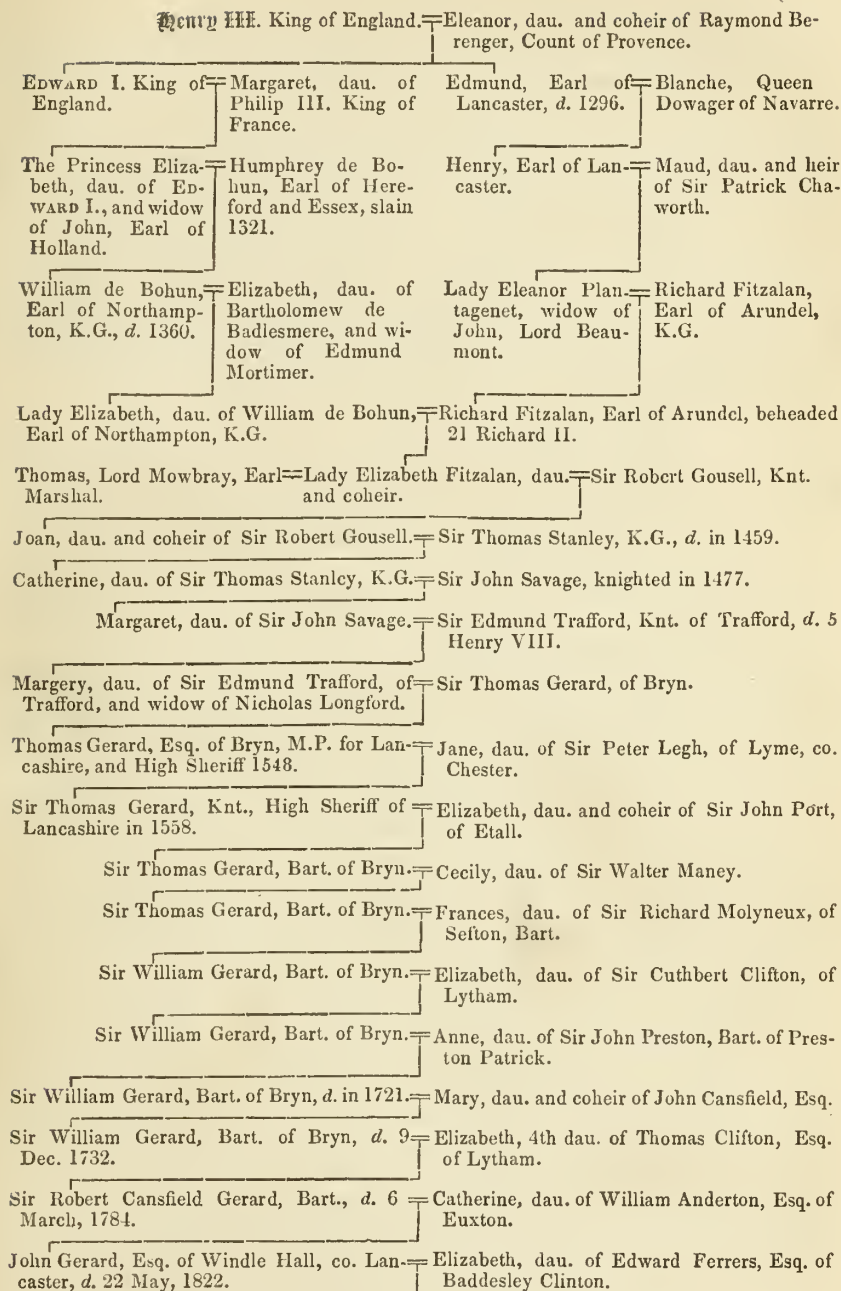 Henry III. King of England. Eleanor, dau. and coheir of Raymond Be-
renger, Count of Provence.
EDWARD I. King of
England.
Margaret, dau. of
Philip III. King of
France.
Edmund, Earl of
Lancaster, d. 1296.
Blanche, Queen
Dowager of Navarre.
The Princess Eliza-
beth, dau. of ED-
WARD I., and widow
of John, Earl of
Holland.
Humphrey de Bo-
hun, Earl of Here-
ford and Essex, slain
1321.
Henry, Earl of Lan-
caster.
Maud, dau. and heir
of Sir Patrick Cha-
worth.
William de Bohun,
Earl of Northamp-
ton, K.G., d. 1360.
Elizabeth, dau. of
Bartholomew de
Badlesmere, and wi-
dow of Edmund
Mortimer.
Lady Eleanor Plan-
tagenet, widow of
John, Lord Beau-
mont.
Richard Fitzalan,
Earl of Arundel,
K.G.
Lady Elizabeth, dau. of William de Bohun,
Earl of Northampton, K.G.
Richard Fitzalan, Earl of Arundel, beheaded
21 Richard II.
Thomas, Lord Mowbray, Earl
Marshal.
Lady Elizabeth Fitzalan, dau.
and coheir.
Sir Robert Gousell, Knt.
Joan, dau. and coheir of Sir Robert Gousell. Sir Thomas Stanley, K.G., d. in 1459.
Catherine, dau. of Sir Thomas Stanley, K.G. Sir John Savage, knighted in 1477.
Margaret, dau. of Sir John Savage. Sir Edmund Trafford, Knt. of Trafford, d. 5
Henry VIII.
Margery, dau. of Sir Edmund Trafford, of
Trafford, and widow of Nicholas Longford.
Sir Thomas Gerard, of Bryn.
Thomas Gerard, Esq. of Bryn, M.P. for Lan-
cashire, and High Sheriff 1548.
Jane, dau. of Sir Peter Legh, of Lyme, co.
Chester.
Sir Thomas Gerard, Knt., High Sheriff of
Lancashire in 1558.
Elizabeth, dau. and coheir of Sir John Port,
of Etall.
Sir Thomas Gerard, Bart. of Bryn. Cecily, dau. of Sir Walter Maney.
Sir Thomas Gerard, Bart. of Bryn. Frances, dau. of Sir Richard Molyneux, of
Sefton, Bart.
Sir William Gerard, Bart. of Bryn. Elizabeth, dau. of Sir Cuthbert Clifton, of
Lytham.
Sir William Gerard, Bart. of Bryn. Anne, dau. of Sir John Preston, Bart. of Pres-
ton Patrick.
Sir William Gerard, Bart. of Bryn, d. in 1721. Mary, dau. and coheir of John Cansfield, Esq.
Sir William Gerard, Bart. of Bryn, d. 9
Dec. 1732.
Elizabeth, 4th dau. of Thomas Clifton, Esq.
of Lytham.
Sir Robert Cansfield Gerard, Bart., d. 6
March, 1784.
Catherine, dau. of William Anderton, Esq. of
Euxton.
John Gerard, Esq. of Windle Hall, co. Lan-
caster, d. 22 May, 1822.
Elizabeth, dau. of Edward Ferrers, Esq. of
Baddesley Clinton.